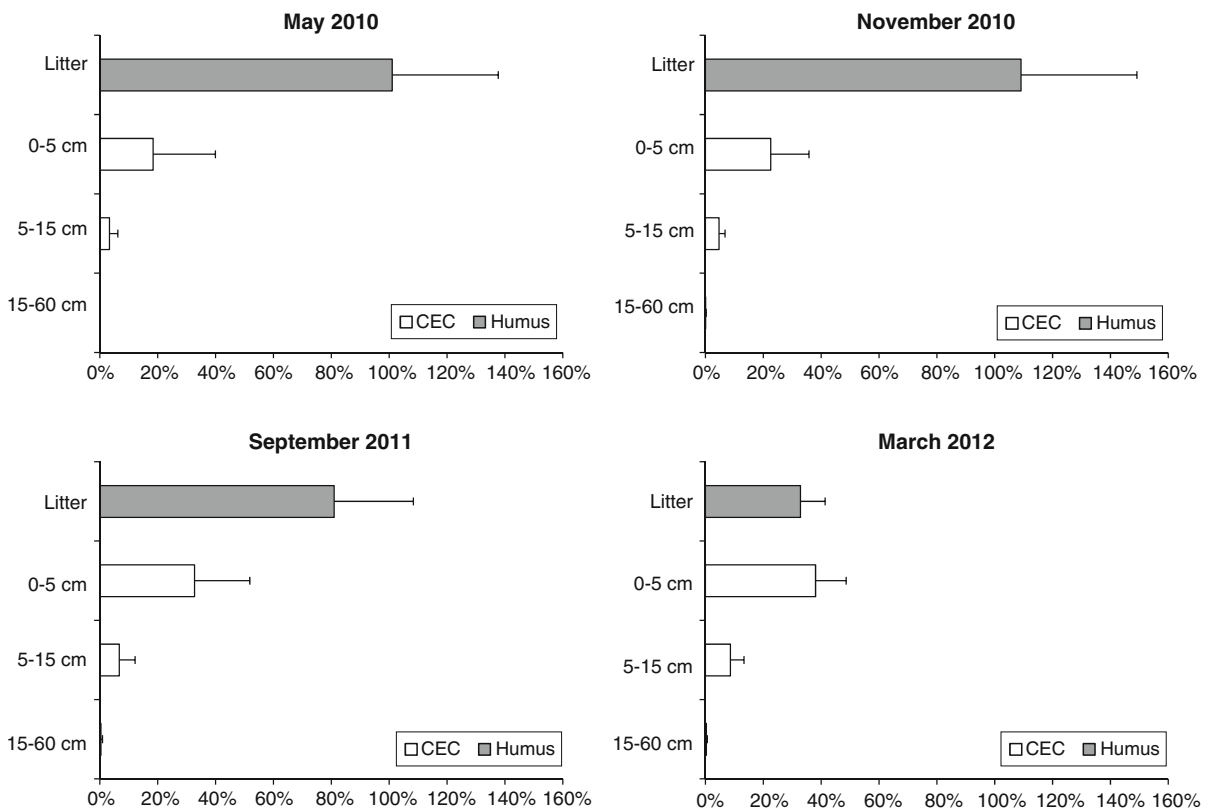 May 2010
Litter
0-5 cm
5-15 cm
15-60 cm
CEC Humus
0% 20% 40% 60% 80% 100% 120% 140% 160%
November 2010
Litter
0-5 cm
5-15 cm
15-60 cm
CEC Humus
0% 20% 40% 60% 80% 100% 120% 140% 160%
September 2011
Litter
0-5 cm
5-15 cm
15-60 cm
CEC Humus
0% 20% 40% 60% 80% 100% 120% 140% 160%
March 2012
Litter
0-5 cm
5-15 cm
15-60 cm
CEC Humus
0% 20% 40% 60% 80% 100% 120% 140% 160%